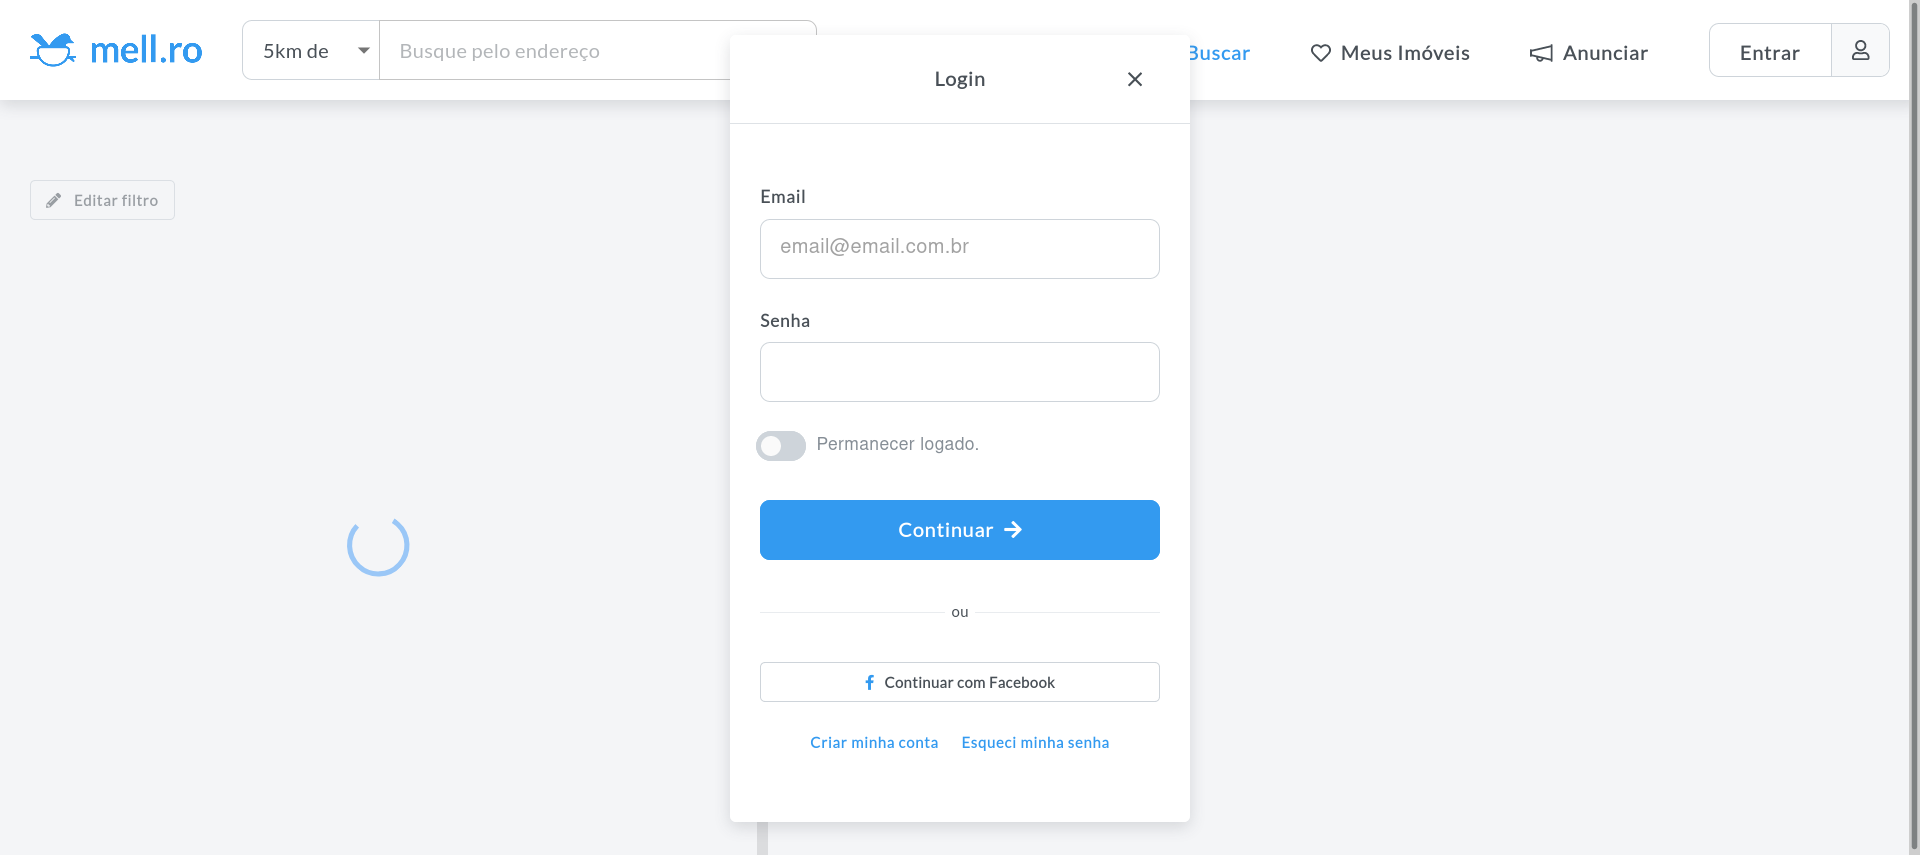 mell.ro
5km de
Busque pelo endereço
Buscar
Meus Imóveis
Anunciar
Entrar
Editar filtro
Login
Email
email@email.com.br
Senha
Permanecer logado.
Continuar
ou
Continuar com Facebook
Criar minha conta
Esqueci minha senha